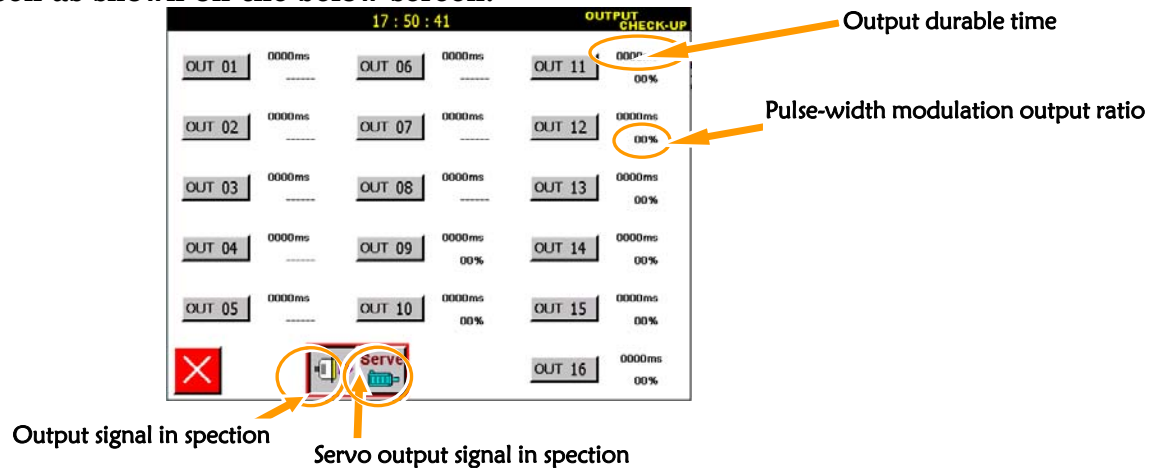 17 : 50 : 41 OUTPUT CHECK-UP
Output durable time
OUT 01 0000ms ------ OUT 06 0000ms ------ OUT 11 00%
Pulse-width modulation output ratio
OUT 02 0000ms ------ OUT 07 0000ms ------ OUT 12 0000ms 00%
OUT 03 0000ms ------ OUT 08 0000ms ------ OUT 13 0000ms 00%
OUT 04 0000ms ------ OUT 09 0000ms 00% OUT 14 0000ms 00%
OUT 05 0000ms ------ OUT 10 0000ms 00% OUT 15 0000ms 00%
Servo OUT 16 0000ms 00%
Output signal in spection
Servo output signal in spection